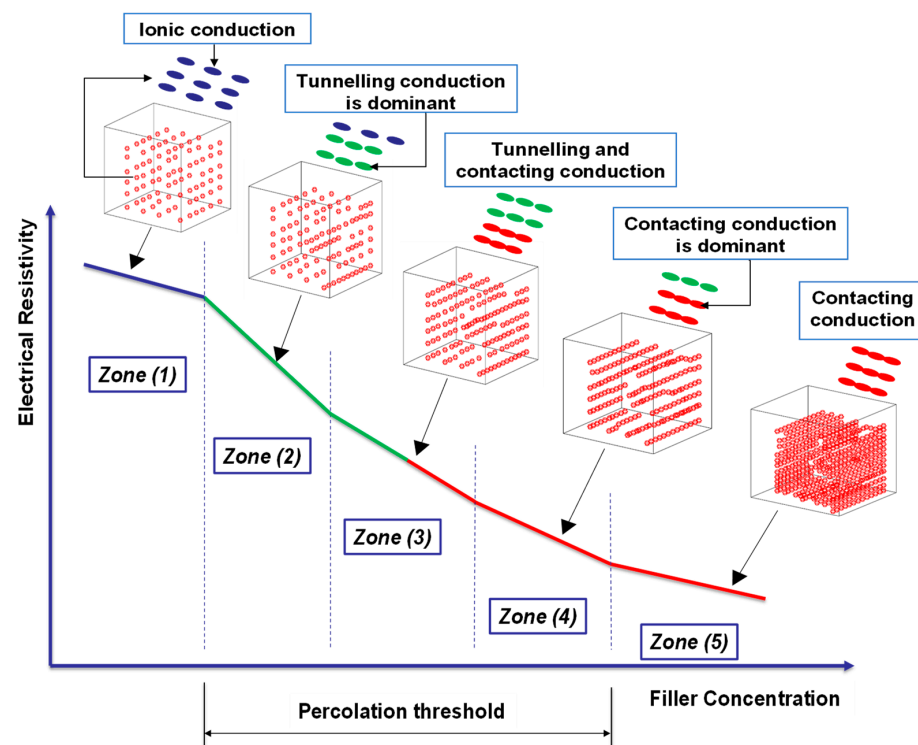 Ionic conduction
Tunnelling conduction
is dominant
Tunnelling and
contacting conduction
Contacting conduction
is dominant
Contacting
conduction
Electrical Resistivity
Zone (1)
Zone (2)
Zone (3)
Zone (4)
Zone (5)
Filler Concentration
Percolation threshold